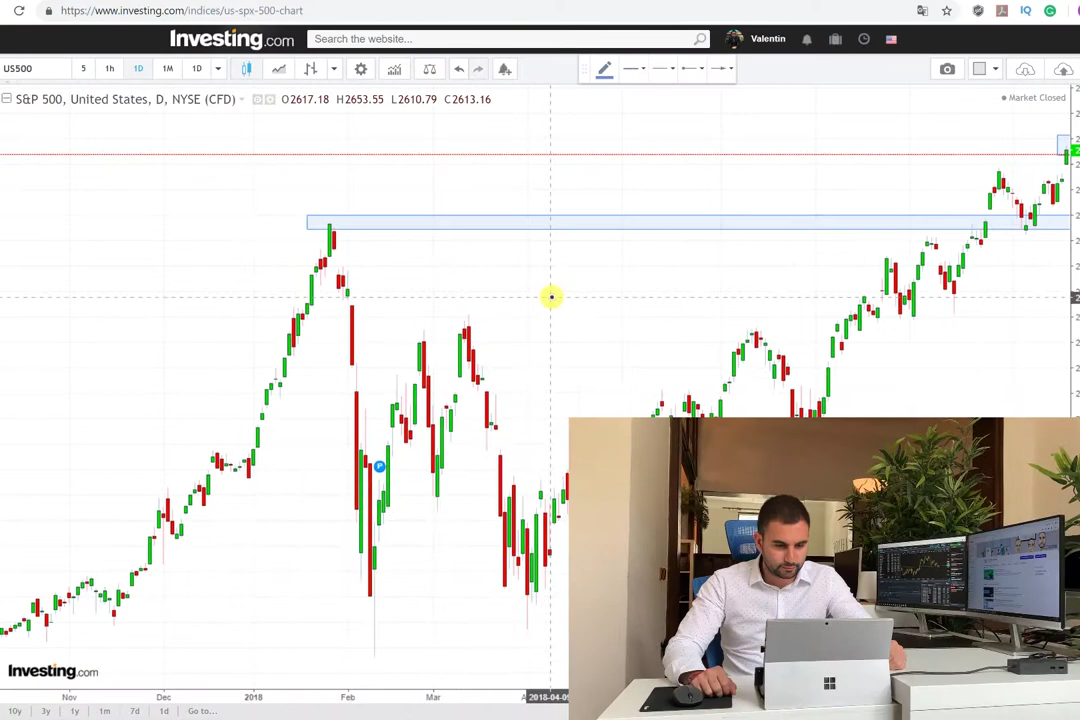 https://www.investing.com/indices/us-spx-500-chart
IQ
Investing.com
Search the website...
Valentin
US500
5
1h
1D
1M
1D
S&P 500, United States, D, NYSE (CFD)
O2617.18 H2653.55 L2610.79 C2613.16
Market Closed
P
Investing.com
Nov
Dec
2018
Feb
Mar
2018-04-09
10y
3y
1y
1m
7d
1d
Go to...